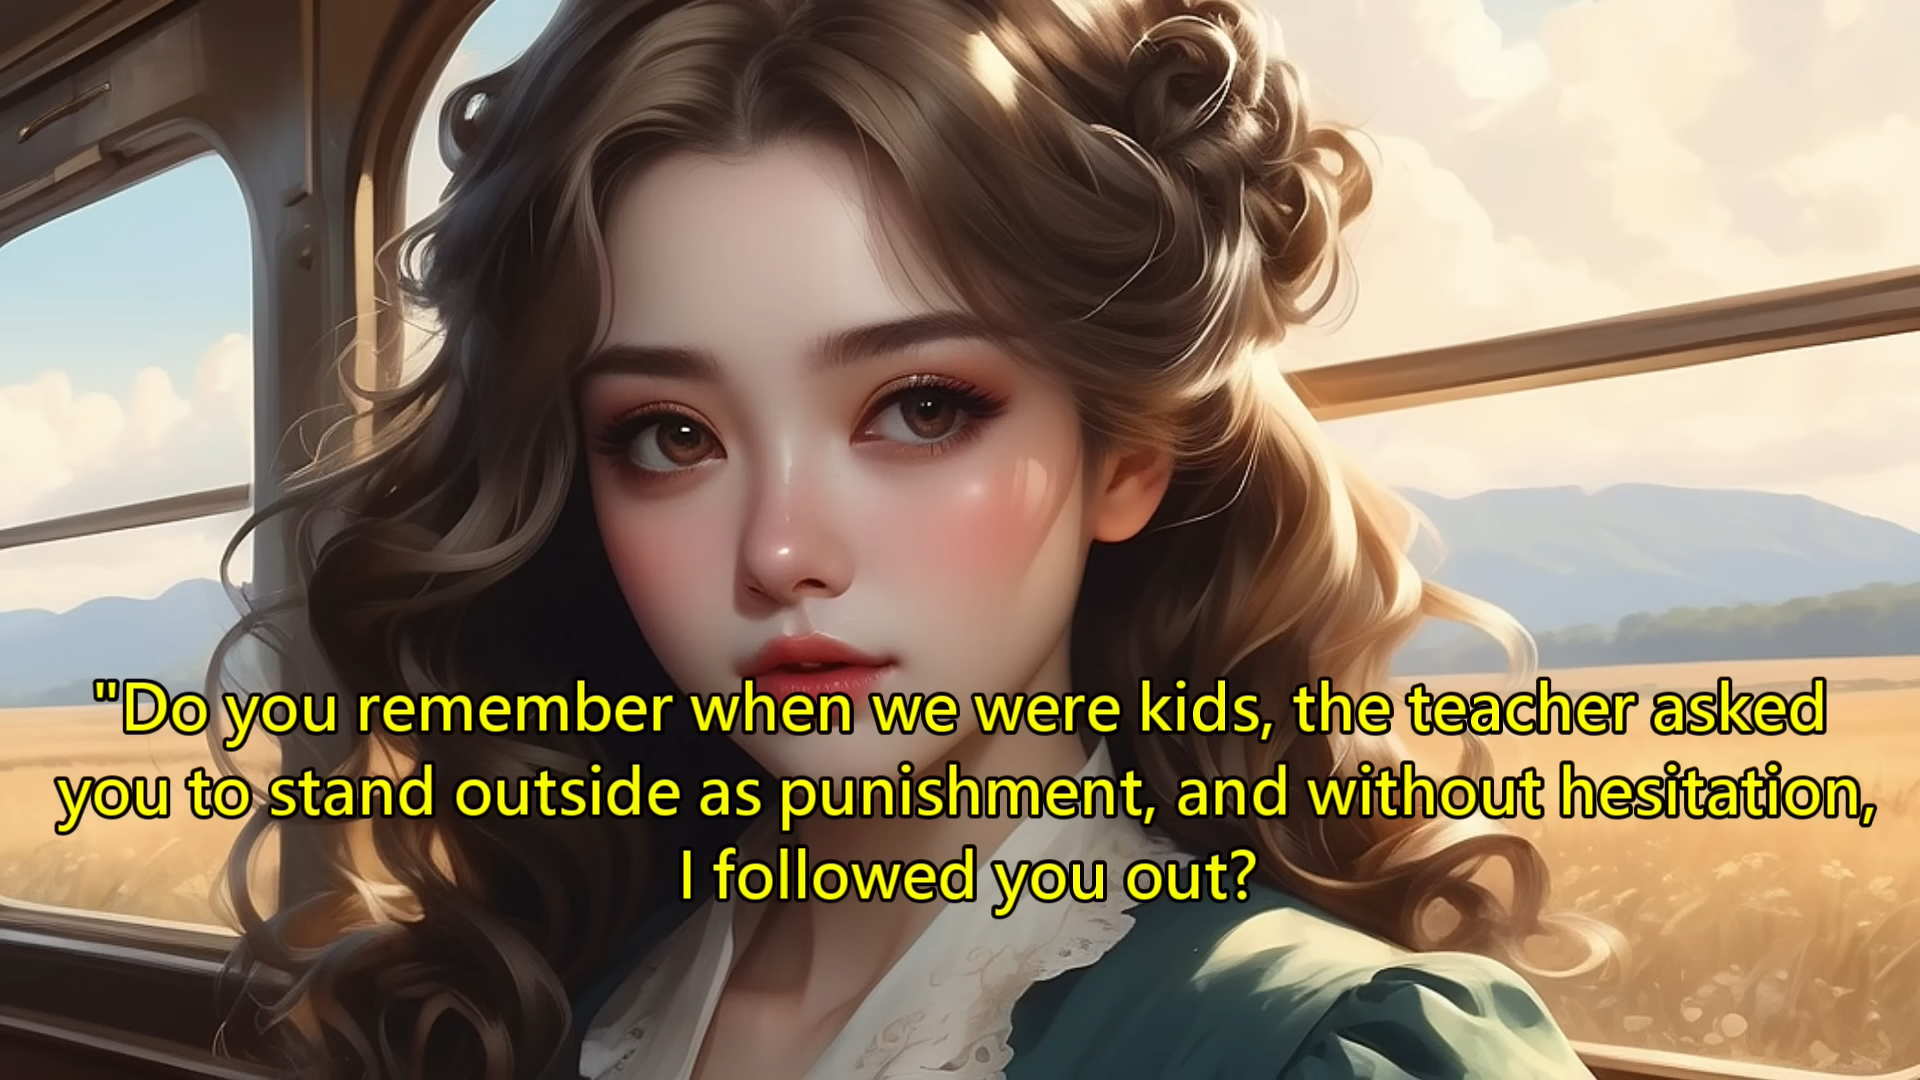 "Do you remember when we were kids, the teacher asked
you to stand outside as punishment, and without hesitation,
I followed you out?